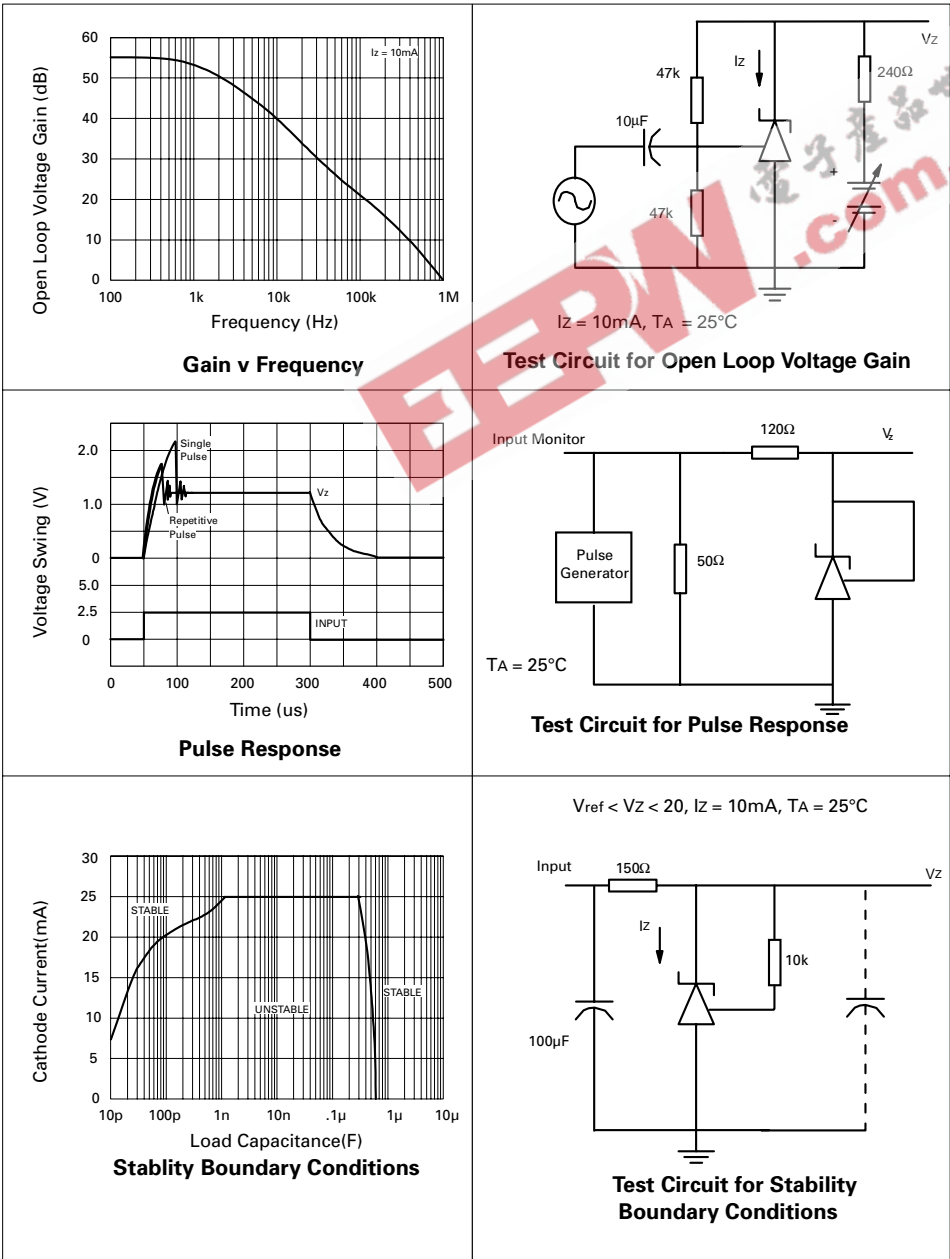 60
50
40
30
20
10
0
Open Loop Voltage Gain (dB)
Iz = 10mA
100 1k 10k 100k 1M
Frequency (Hz)
Gain v Frequency
47k
Iz
Vz
240Ω
10µF
47k
+
-
Iz = 10mA, TA = 25°C
Test Circuit for Open Loop Voltage Gain
2.0
1.0
0
5.0
2.5
0
Voltage Swing (V)
Single
Pulse
Repetitive
Pulse
Vz
INPUT
0 100 200 300 400 500
Time (us)
Pulse Response
Input Monitor
120Ω
Vz
Pulse
Generator
50Ω
TA = 25°C
Test Circuit for Pulse Response
30
25
20
15
10
5
0
Cathode Current(mA)
STABLE
UNSTABLE
STABLE
10p 100p 1n 10n .1µ 1µ 10µ
Load Capacitance(F)
Stablity Boundary Conditions
Vref < VZ < 20, IZ = 10mA, TA = 25°C
Input
150Ω
Vz
Iz
10k
100µF
Test Circuit for Stability
Boundary Conditions
EEPW
.com
電子產品